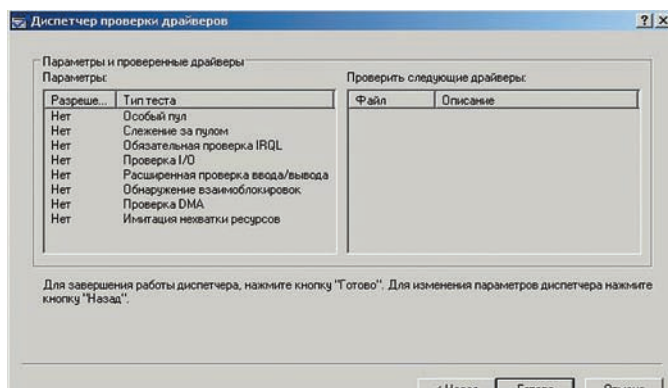 Диспетчер проверки драйверов
Параметры и проверенные драйверы
Параметры:
Разреше... Тип теста
Нет Особый пул
Нет Слежение за пулом
Нет Обязательная проверка IRQL
Нет Проверка I/O
Нет Расширенная проверка ввода/вывода
Нет Обнаружение взаимоблокировок
Нет Проверка DMA
Нет Имитация нехватки ресурсов
Проверить следующие драйверы:
Файл Описание
Для завершения работы диспетчера, нажмите кнопку "Готово". Для изменения параметров диспетчера нажмите
кнопку "Назад".
< Назад Готово Отмена